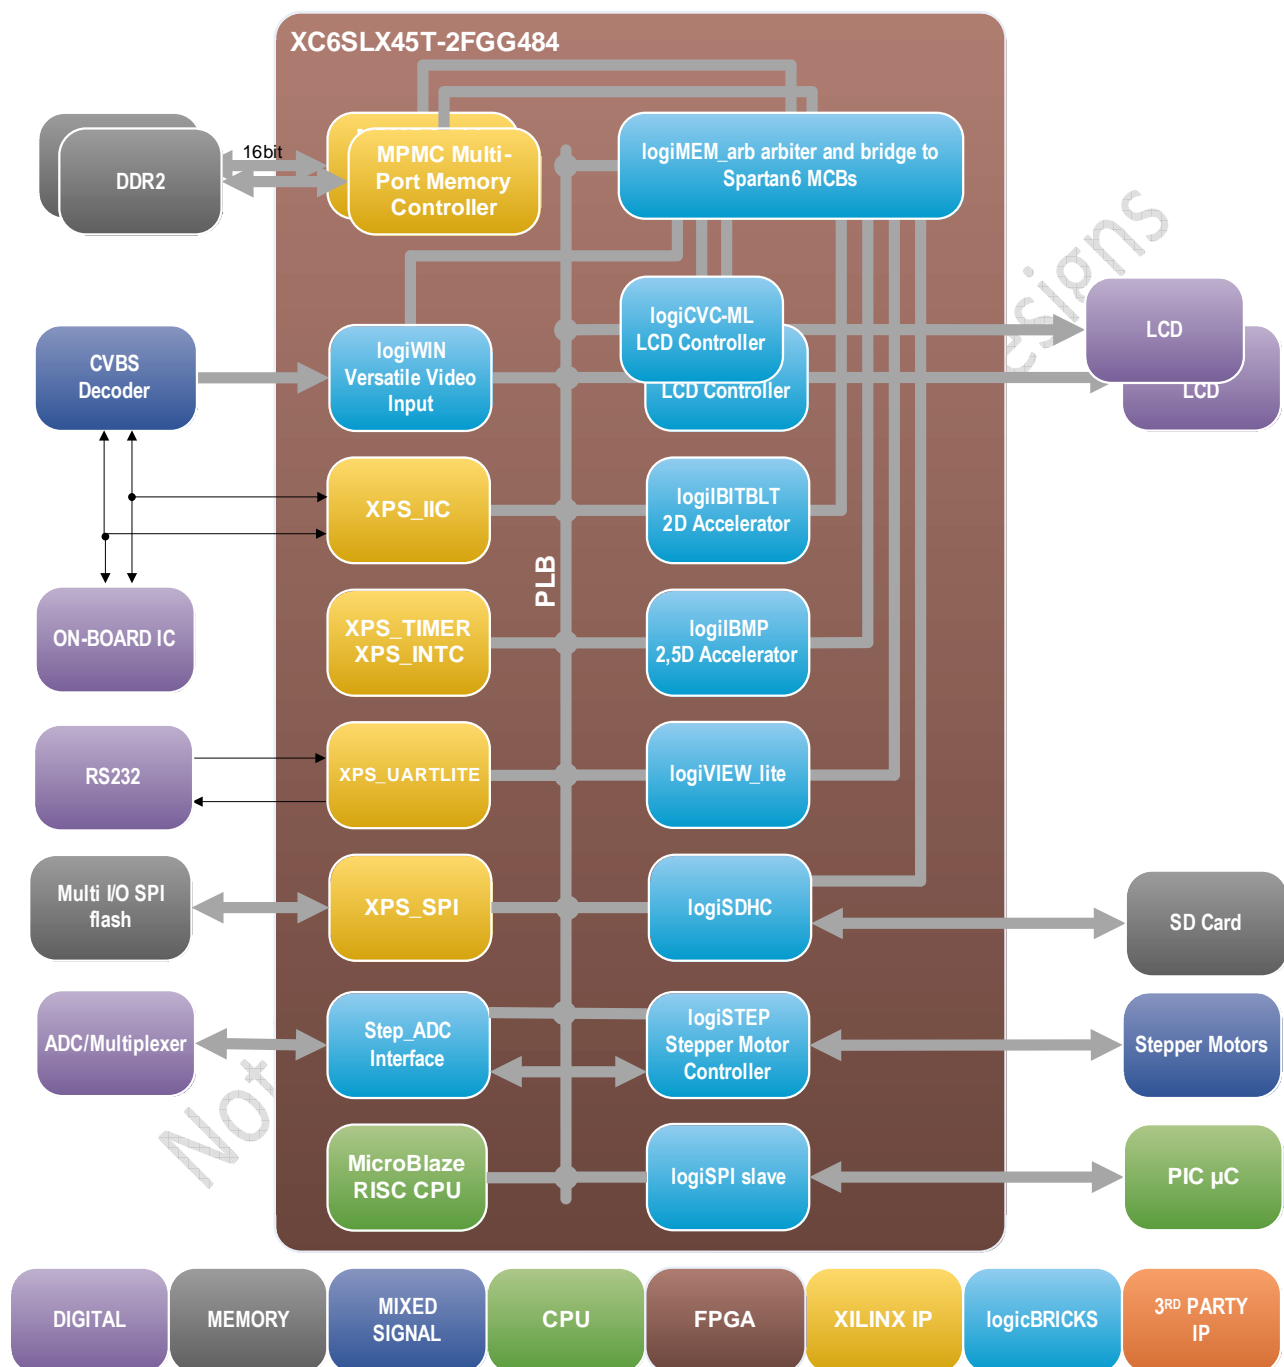 XC6SLX45T-2FGG484
16bit
DDR2
MPMC Multi-
Port Memory
Controller
logiMEM_arb arbiter and bridge to
Spartan6 MCBs
CVBS
Decoder
logiWIN
Versatile Video
Input
logiCVC-ML
LCD Controller
LCD Controller
LCD
LCD
XPS_IIC
logiIBITBLT
2D Accelerator
PLB
ON-BOARD IC
XPS_TIMER
XPS_INTC
logiIBMP
2,5D Accelerator
RS232
XPS_UARTLITE
logiVIEW_lite
Multi I/O SPI
flash
XPS_SPI
logiSDHC
SD Card
ADC/Multiplexer
Step_ADC
Interface
logiSTEP
Stepper Motor
Controller
Stepper Motors
MicroBlaze
RISC CPU
logiSPI slave
PIC µC
Not
DIGITAL
MEMORY
MIXED
SIGNAL
CPU
FPGA
XILINX IP
logicBRICKS
3RD PARTY
IP